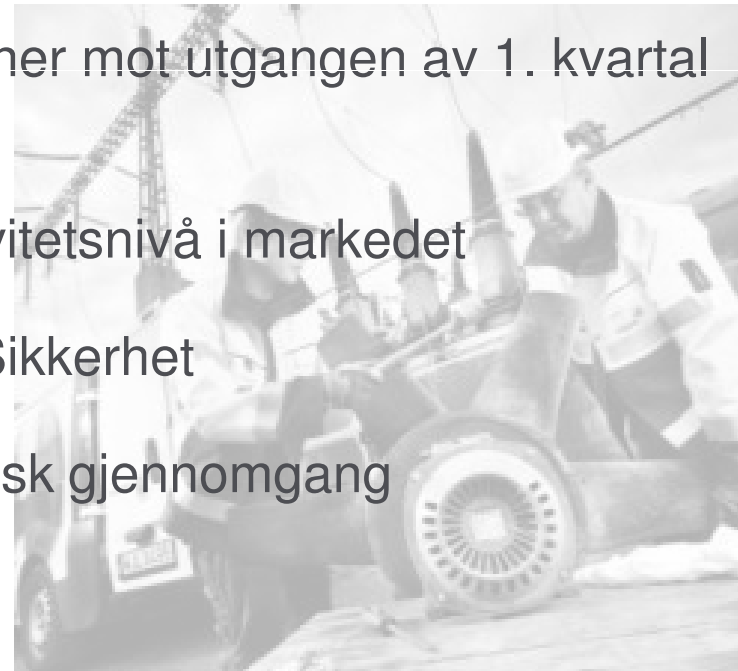 ner mot utgangen av 1. kvartal
vitetsnivå i markedet
Sikkerhet
sk gjennomgang